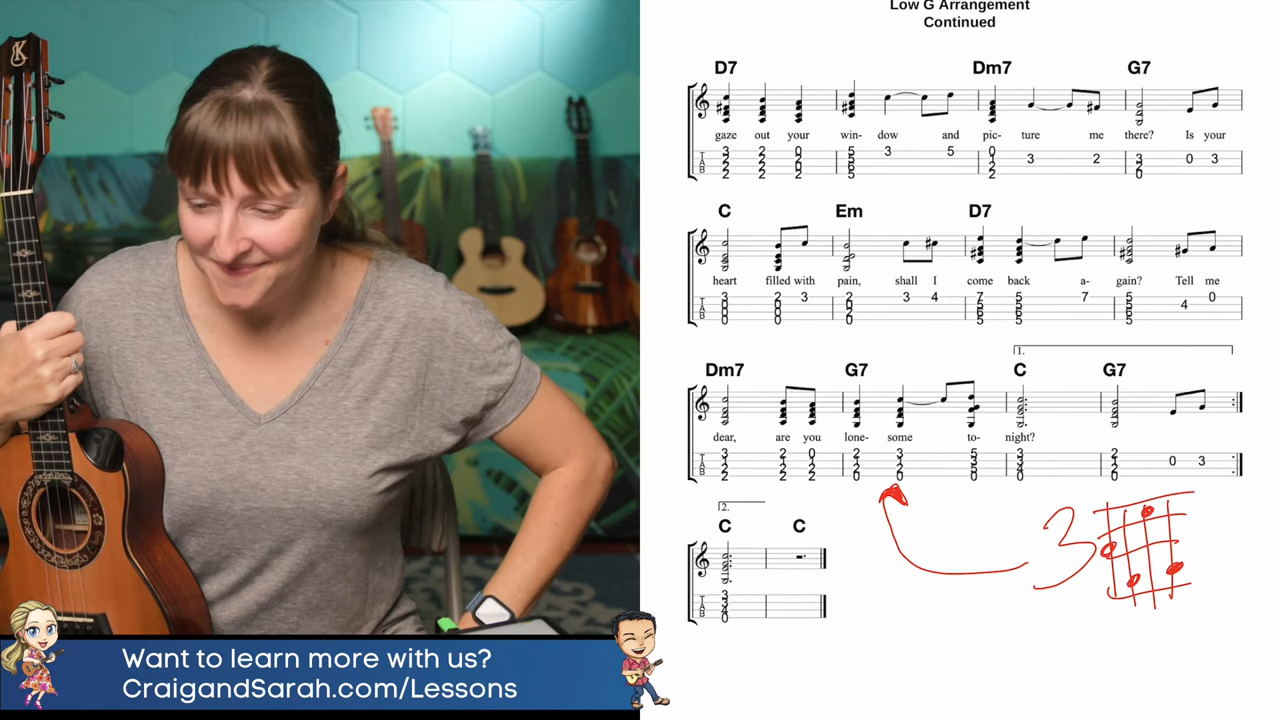 Low G Arrangement
Continued
D7 Dm7 G7
gaze out your win- dow and pic- ture me there? Is your
C Em D7
heart filled with pain, shall I come back a- gain? Tell me
1.
Dm7 G7 C G7
dear, are you lone- some to- night?
2.
C C
3
K
Want to learn more with us?
CraigandSarah.com/Lessons